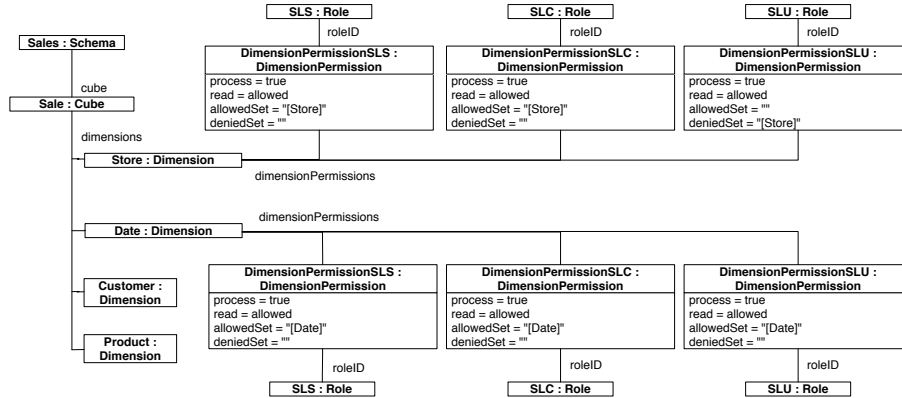 SLS : Role
SLC : Role
SLU : Role
roleID
roleID
roleID
Sales : Schema
DimensionPermissionSLS :
DimensionPermission
process = true
read = allowed
allowedSet = "[Store]"
deniedSet = ""
DimensionPermissionSLC :
DimensionPermission
process = true
read = allowed
allowedSet = "[Store]"
deniedSet = ""
DimensionPermissionSLU :
DimensionPermission
process = true
read = allowed
allowedSet = ""
deniedSet = "[Store]"
cube
Sale : Cube
dimensions
Store : Dimension
dimensionPermissions
dimensionPermissions
Date : Dimension
Customer :
Dimension
Product :
Dimension
DimensionPermissionSLS :
DimensionPermission
process = true
read = allowed
allowedSet = "[Date]"
deniedSet = ""
DimensionPermissionSLC :
DimensionPermission
process = true
read = allowed
allowedSet = "[Date]"
deniedSet = ""
DimensionPermissionSLU :
DimensionPermission
process = true
read = allowed
allowedSet = "[Date]"
deniedSet = ""
roleID
roleID
roleID
SLS : Role
SLC : Role
SLU : Role